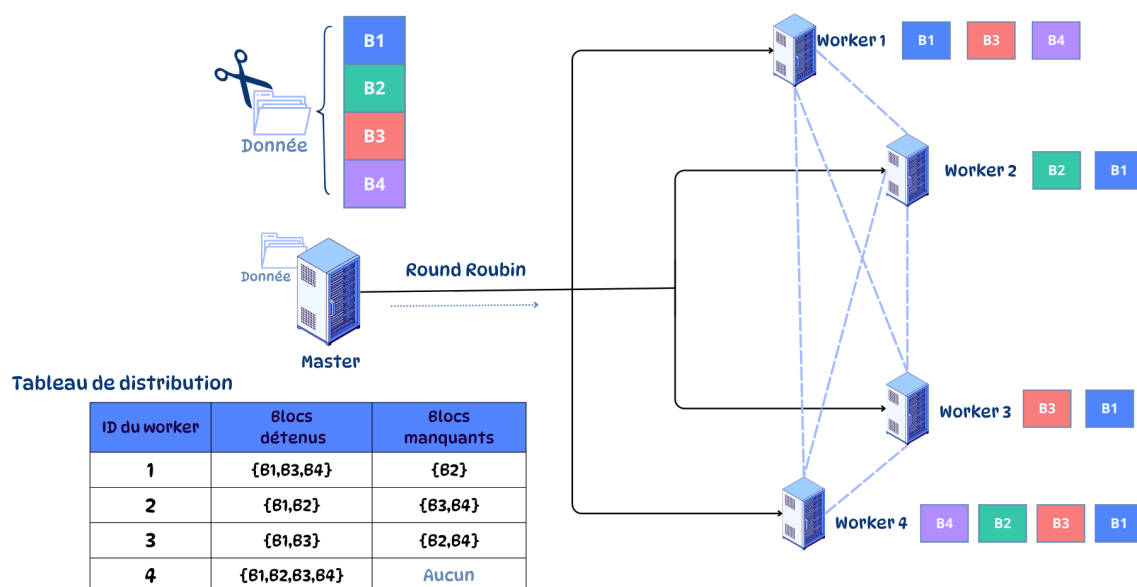 B1
B2
B3
B4
Donnée
Donnée
Master
Round Roubin
Worker 1 B1 B3 B4
Worker 2 B2 B1
Worker 3 B3 B1
Worker 4 B4 B2 B3 B1
Tableau de distribution
ID du worker
Blocs
détenus
Blocs
manquants
1 {B1,B3,B4} {B2}
2 {B1,B2} {B3,B4}
3 {B1,B3} {B2,B4}
4 {B1,B2,B3,B4} Aucun